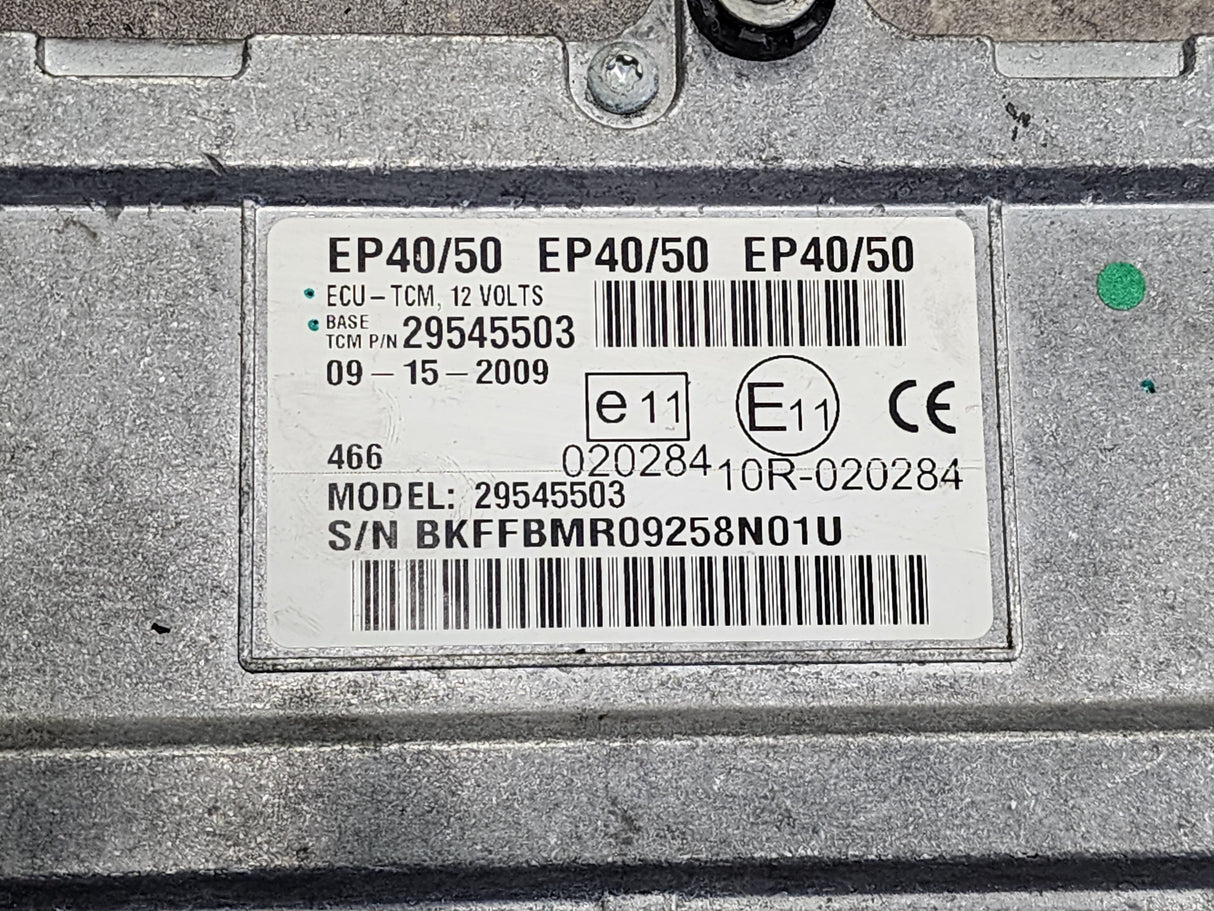 EP40/50 EP40/50 EP40/50
ECU-TCM, 12 VOLTS
BASE
TCM P/N 29545503
09-15-2009
e 11
E11
CE
466
020284
10R-020284
MODEL: 29545503
S/N BKFFBMR09258N01U